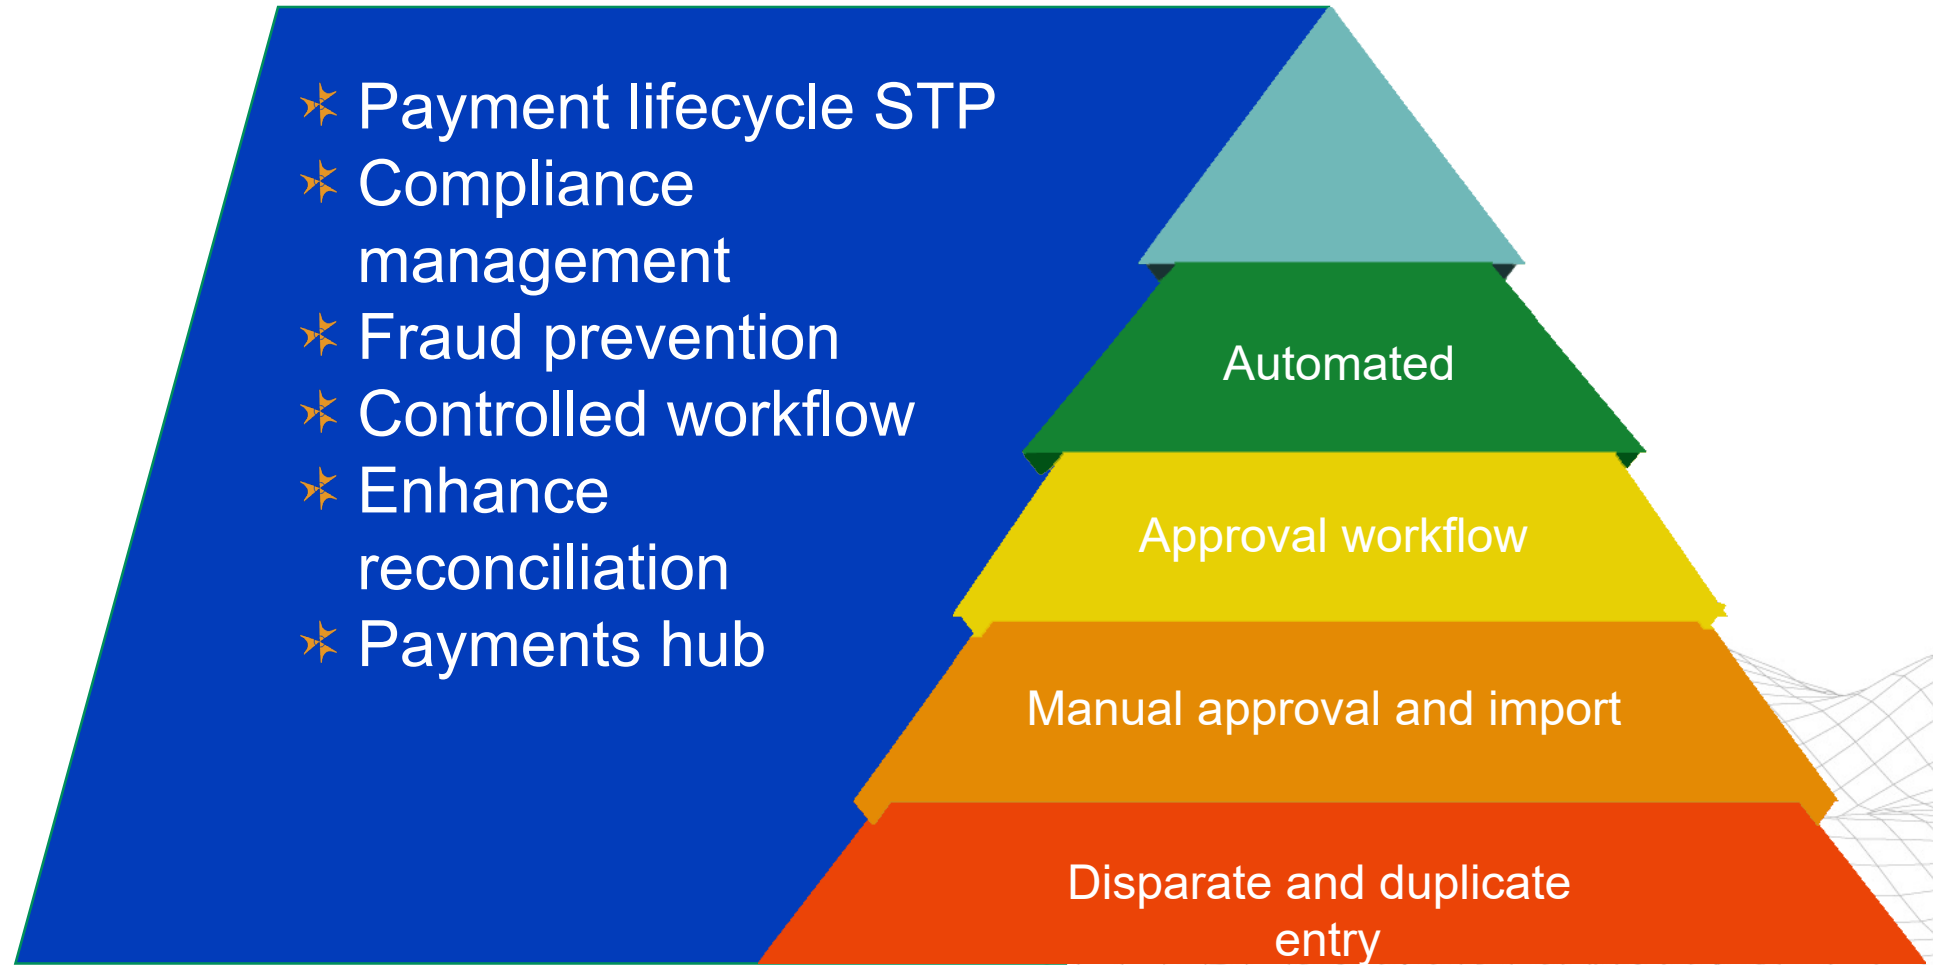 Payment lifecycle STP
Compliance
management
Fraud prevention
Controlled workflow
Enhance
reconciliation
Payments hub
Automated
Approval workflow
Manual approval and import
Disparate and duplicate
entry